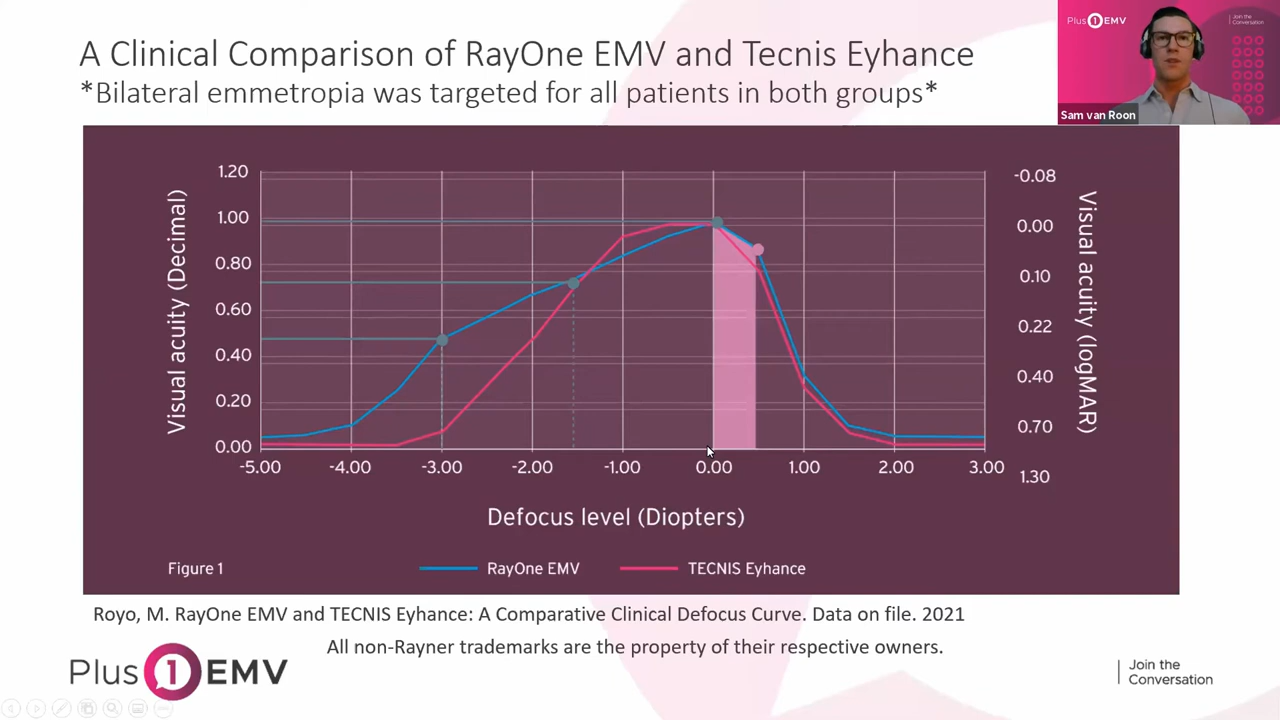 A Clinical Comparison of RayOne EMV and Tecnis Eyhance
*Bilateral emmetropia was targeted for all patients in both groups*
Plus 1 EMV
Join the
Conversation
Sam van Roon
Visual acuity (Decimal)
1.20
1.00
0.80
0.60
0.40
0.20
0.00
-5.00 -4.00 -3.00 -2.00 -1.00 0.00 1.00 2.00 3.00
-0.08
0.00
0.10
0.22
0.40
0.70
1.30
Visual acuity (logMAR)
Defocus level (Diopters)
Figure 1
RayOne EMV
TECNIS Eyhance
Royo, M. RayOne EMV and TECNIS Eyhance: A Comparative Clinical Defocus Curve. Data on file. 2021
All non-Rayner trademarks are the property of their respective owners.
Plus 1 EMV
Join the
Conversation